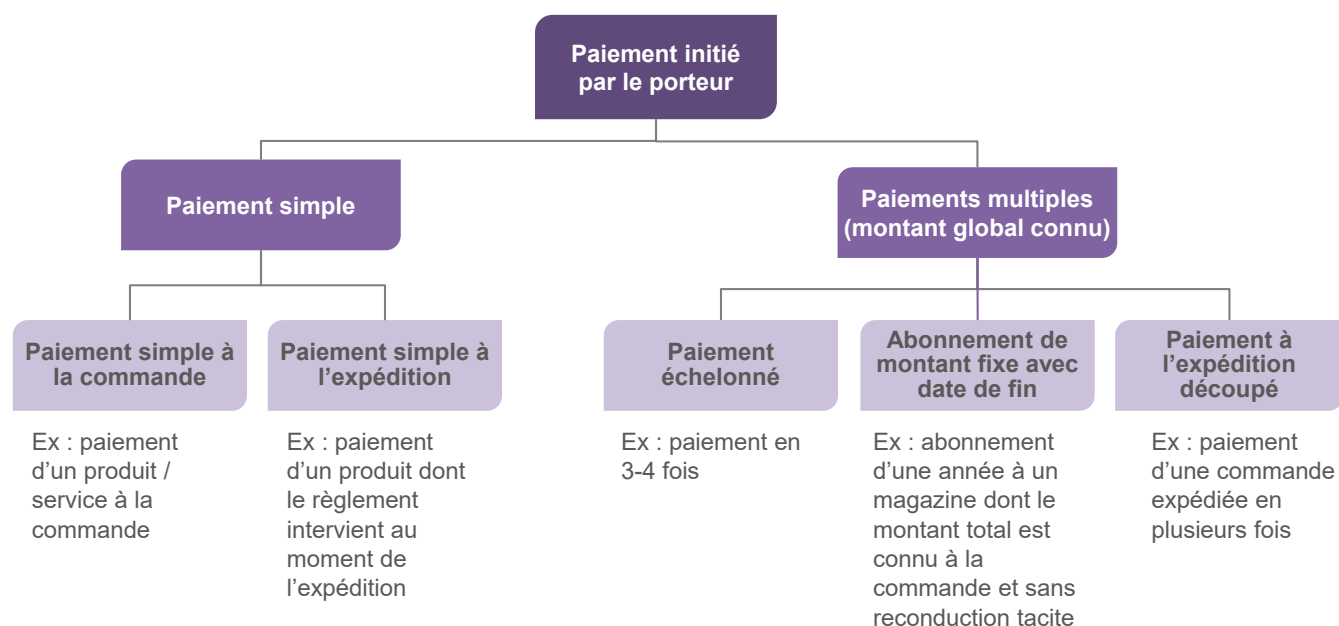 Paiement initié
par le porteur
Paiement simple
Paiements multiples
(montant global connu)
Paiement simple à
la commande
Paiement simple à
l’expédition
Paiement
échelonné
Abonnement de
montant fixe avec
date de fin
Paiement à
l’expédition
découpé
Ex : paiement
d’un produit /
service à la
commande
Ex : paiement
d’un produit dont
le règlement
intervient au
moment de
l’expédition
Ex : paiement en
3-4 fois
Ex : abonnement
d’une année à un
magazine dont le
montant total est
connu à la
commande et sans
reconduction tacite
Ex : paiement
d’une commande
expédiée en
plusieurs fois